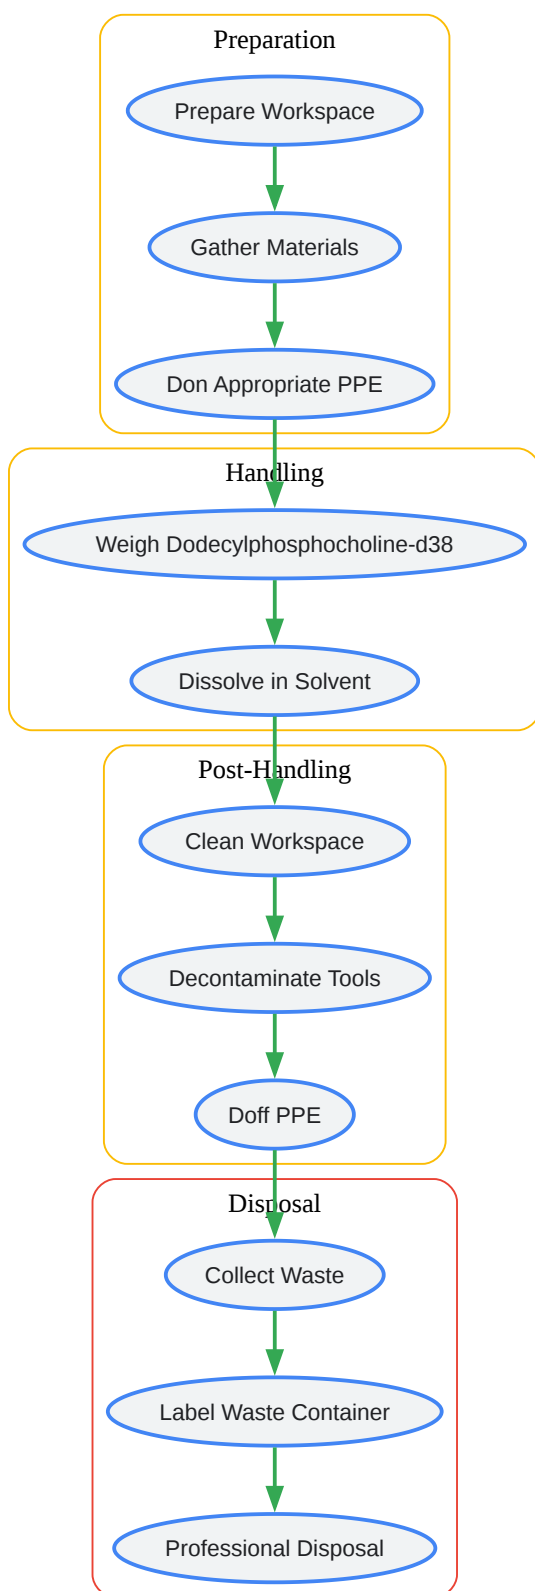 Preparation
Prepare Workspace
Gather Materials
Don Appropriate PPE
Handling
Weigh Dodecylphosphocholine-d38
Dissolve in Solvent
Post-Handling
Clean Workspace
Decontaminate Tools
Doff PPE
Disposal
Collect Waste
Label Waste Container
Professional Disposal